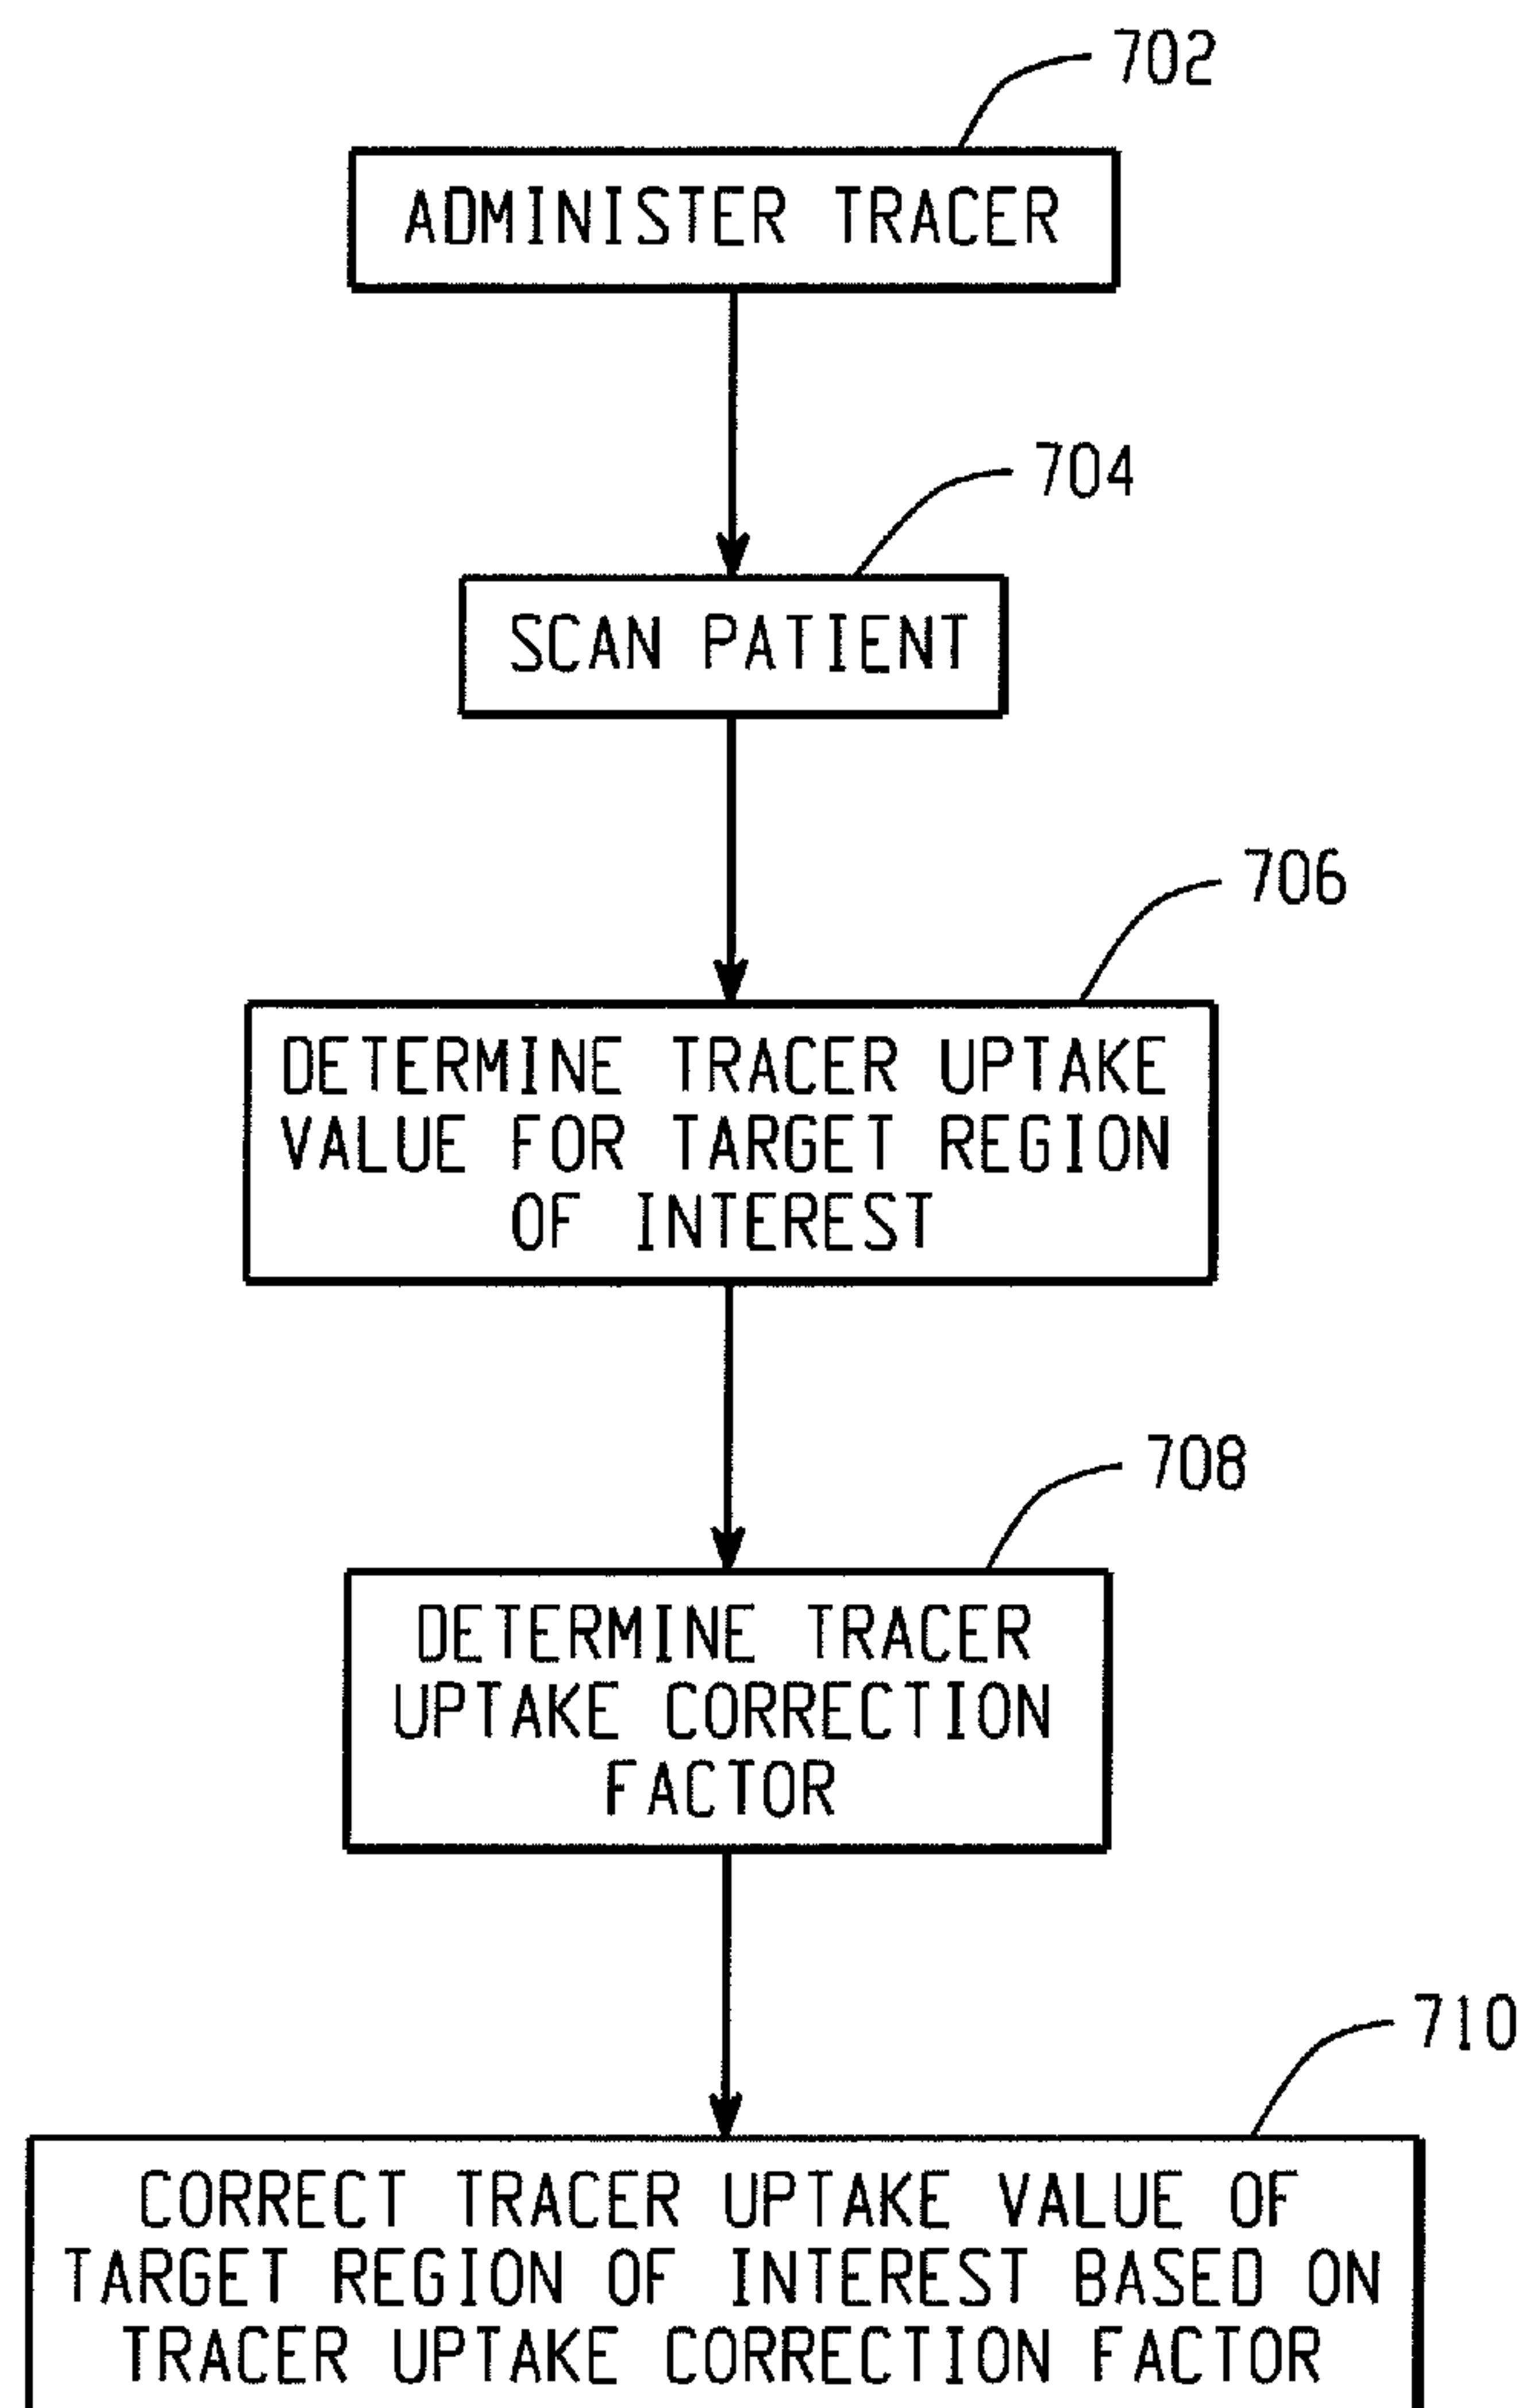 702
ADMINISTER TRACER
704
SCAN PATIENT
706
DETERMINE TRACER UPTAKE
VALUE FOR TARGET REGION
OF INTEREST
708
DETERMINE TRACER
UPTAKE CORRECTION
FACTOR
710
CORRECT TRACER UPTAKE VALUE OF
TARGET REGION OF INTEREST BASED ON
TRACER UPTAKE CORRECTION FACTOR